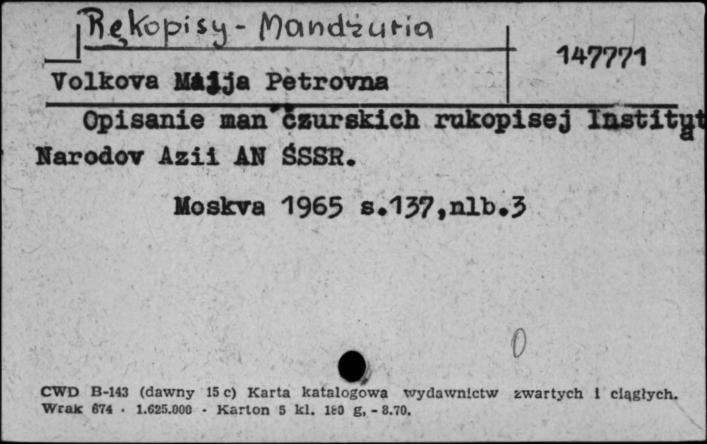 Rękopisy - Mandżuria
147771
Volkova Maija Petrovna
Opisanie man'čzurskich rukopisej Instituta
Narodov Azii AN SSSR.
Moskva 1965 s.137,nlb.3
0
CWD B-143 (dawny 15 c) Karta katalogowa wydawnictw zwartych i ciągłych.
Wrak 674 - 1.625.000 - Karton 5 kl. 180 g, - 8.70.